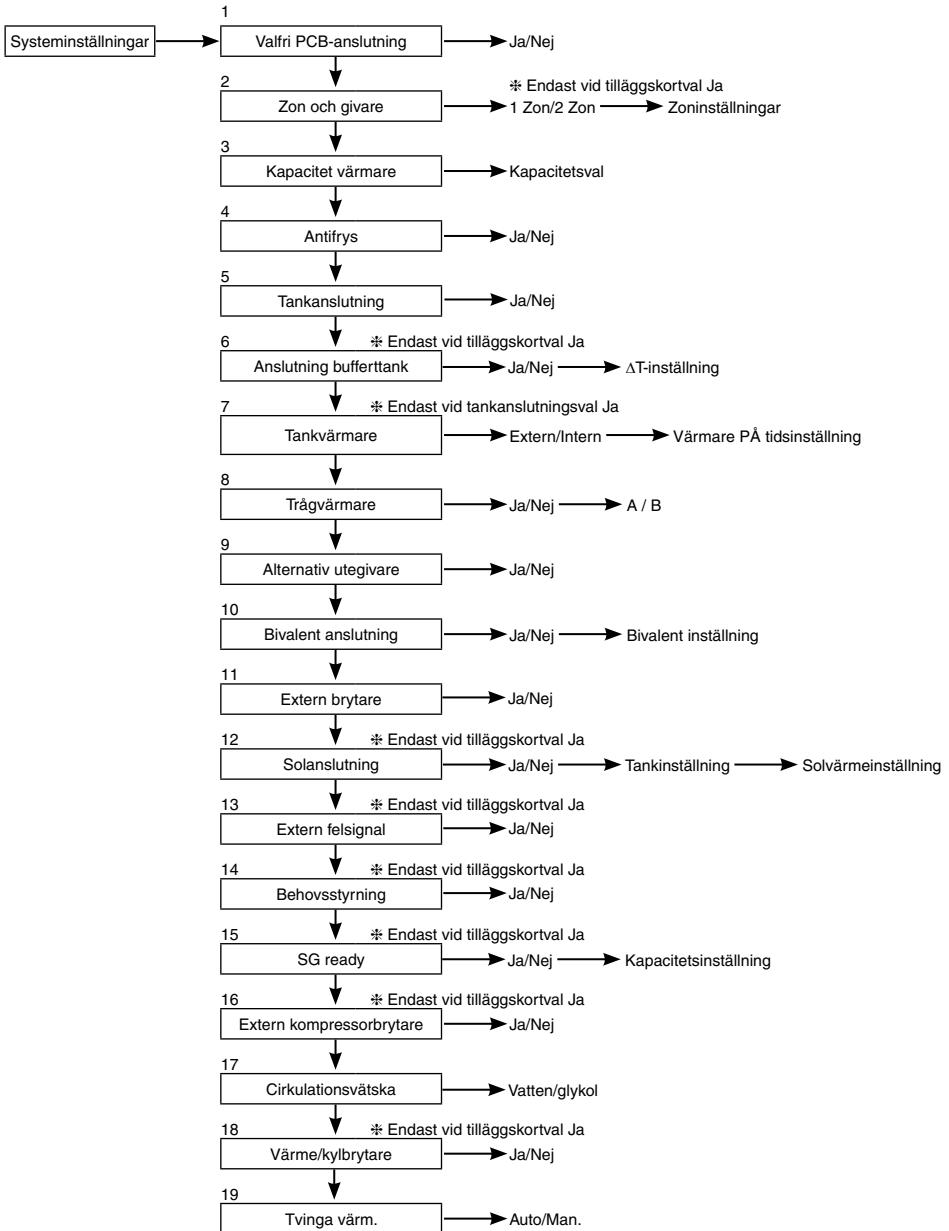 1
Systeminställningar Valfri PCB-anslutning Ja/Nej
2
❉ Endast vid tilläggskortval Ja
Zon och givare 1 Zon/2 Zon Zoninställningar
3
Kapacitet värmare Kapacitetsval
4
Antifrys Ja/Nej
5
Tankanslutning Ja/Nej
6 ❉ Endast vid tilläggskortval Ja
Anslutning bufferttank Ja/Nej ΔT-inställning
7 ❉ Endast vid tankanslutningsval Ja
Tankvärmare Extern/Intern Värmare PÅ tidsinställning
8
Trågvärmare Ja/Nej A / B
9
Alternativ utegivare Ja/Nej
10
Bivalent anslutning Ja/Nej Bivalent inställning
11
Extern brytare Ja/Nej
12 ❉ Endast vid tilläggskortval Ja
Solanslutning Ja/Nej Tankinställning Solvärmeinställning
13 ❉ Endast vid tilläggskortval Ja
Extern felsignal Ja/Nej
14 ❉ Endast vid tilläggskortval Ja
Behovsstyrning Ja/Nej
15 ❉ Endast vid tilläggskortval Ja
SG ready Ja/Nej Kapacitetsinställning
16 ❉ Endast vid tilläggskortval Ja
Extern kompressorbrytare Ja/Nej
17
Cirkulationsvätska Vatten/glykol
18 ❉ Endast vid tilläggskortval Ja
Värme/kylbrytare Ja/Nej
19
Tvinga värm. Auto/Man.